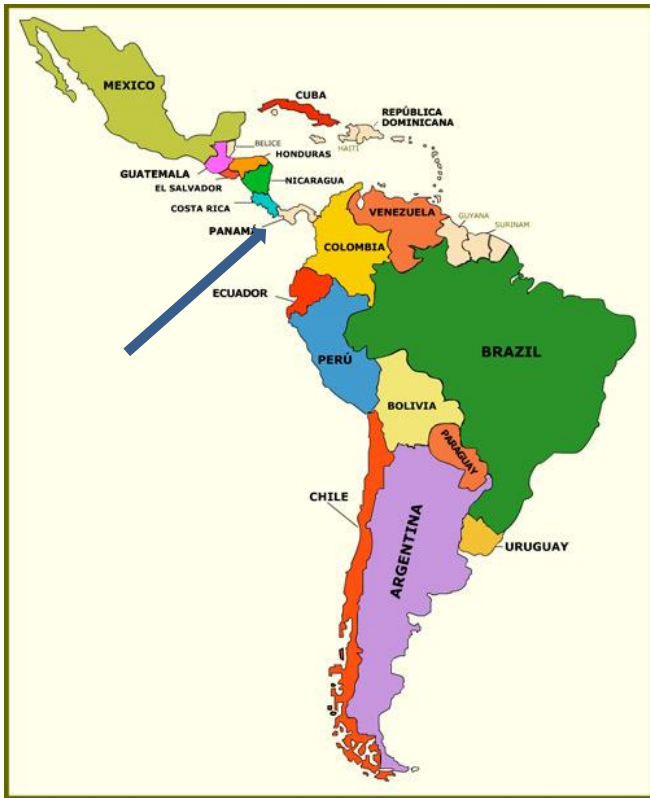 MEXICO
CUBA
REPÚBLICA
DOMINICANA
HAITI
BELICE
HONDURAS
GUATEMALA
EL SALVADOR
NICARAGUA
COSTA RICA
PANAMÁ
VENEZUELA
GUYANA
SURINAM
COLOMBIA
ECUADOR
PERÚ
BRAZIL
BOLIVIA
PARAGUAY
CHILE
ARGENTINA
URUGUAY